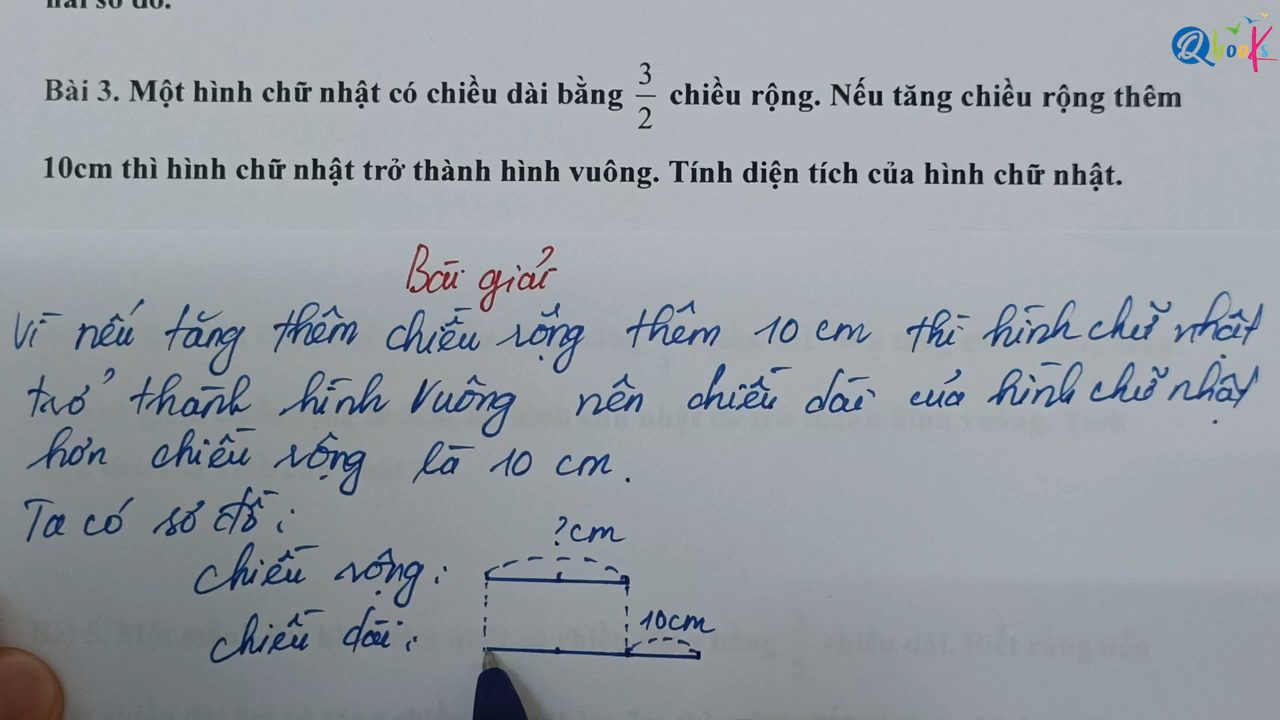 hai số đó.
Qbooks
Bài 3. Một hình chữ nhật có chiều dài bằng 3/2 chiều rộng. Nếu tăng chiều rộng thêm
10cm thì hình chữ nhật trở thành hình vuông. Tính diện tích của hình chữ nhật.
Bài giải
Vì nếu tăng thêm chiều rộng thêm 10 cm thì hình chữ nhật
trở thành hình vuông nên chiều dài của hình chữ nhật
hơn chiều rộng là 10 cm.
Ta có sơ đồ:
? cm
chiều rộng:
10cm
chiều dài: